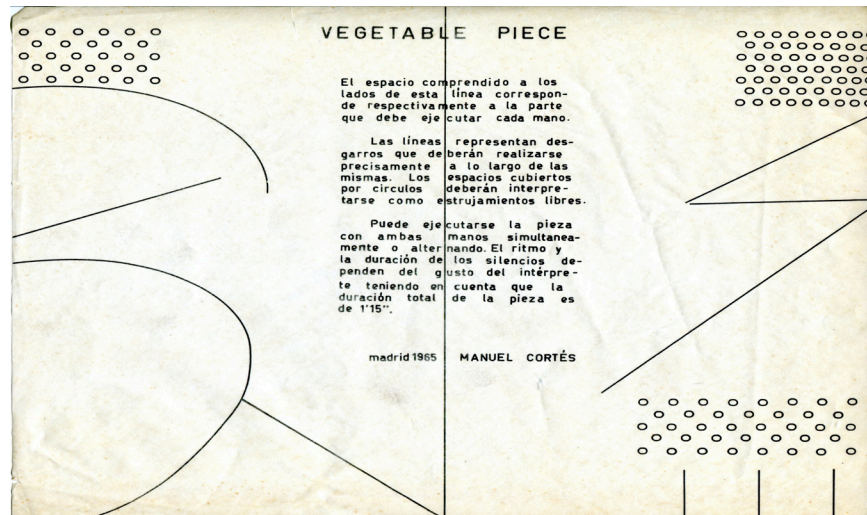 VEGETABLE PIECE
El espacio comprendido a los
lados de esta línea correspon-
de respectivamente a la parte
que debe ejecutar cada mano.
Las líneas representan des-
garros que deberán realizarse
precisamente a lo largo de las
mismas. Los espacios cubiertos
por circulos deberán interpre-
tarse como estrujamientos libres.
Puede ejecutarse la pieza
con ambas manos simultanea-
mente o alternando. El ritmo y
la duración de los silencios de-
penden del gusto del intérpre-
te teniendo en cuenta que la
duración total de la pieza es
de 1'15".
madrid 1965 MANUEL CORTÉS